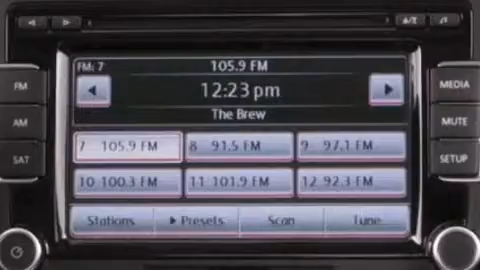 FM: 7 105.9 FM
FM 12:23 pm MEDIA
The Brew
AM MUTE
7 105.9 FM 8 91.5 FM 9 97.1 FM
SAT SETUP
10 100.3 FM 11 101.9 FM 12 92.3 FM
Stations Presets Scan Tune